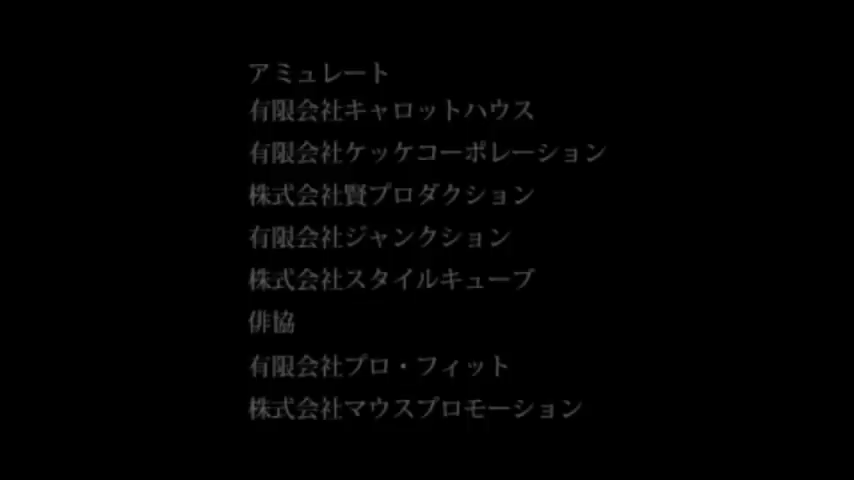 アミュレート
有限会社キャロットハウス
有限会社ケッケコーポレーション
株式会社賢プロダクション
有限会社ジャンクション
株式会社スタイルキューブ
俳協
有限会社プロ・フィット
株式会社マウスプロモーション